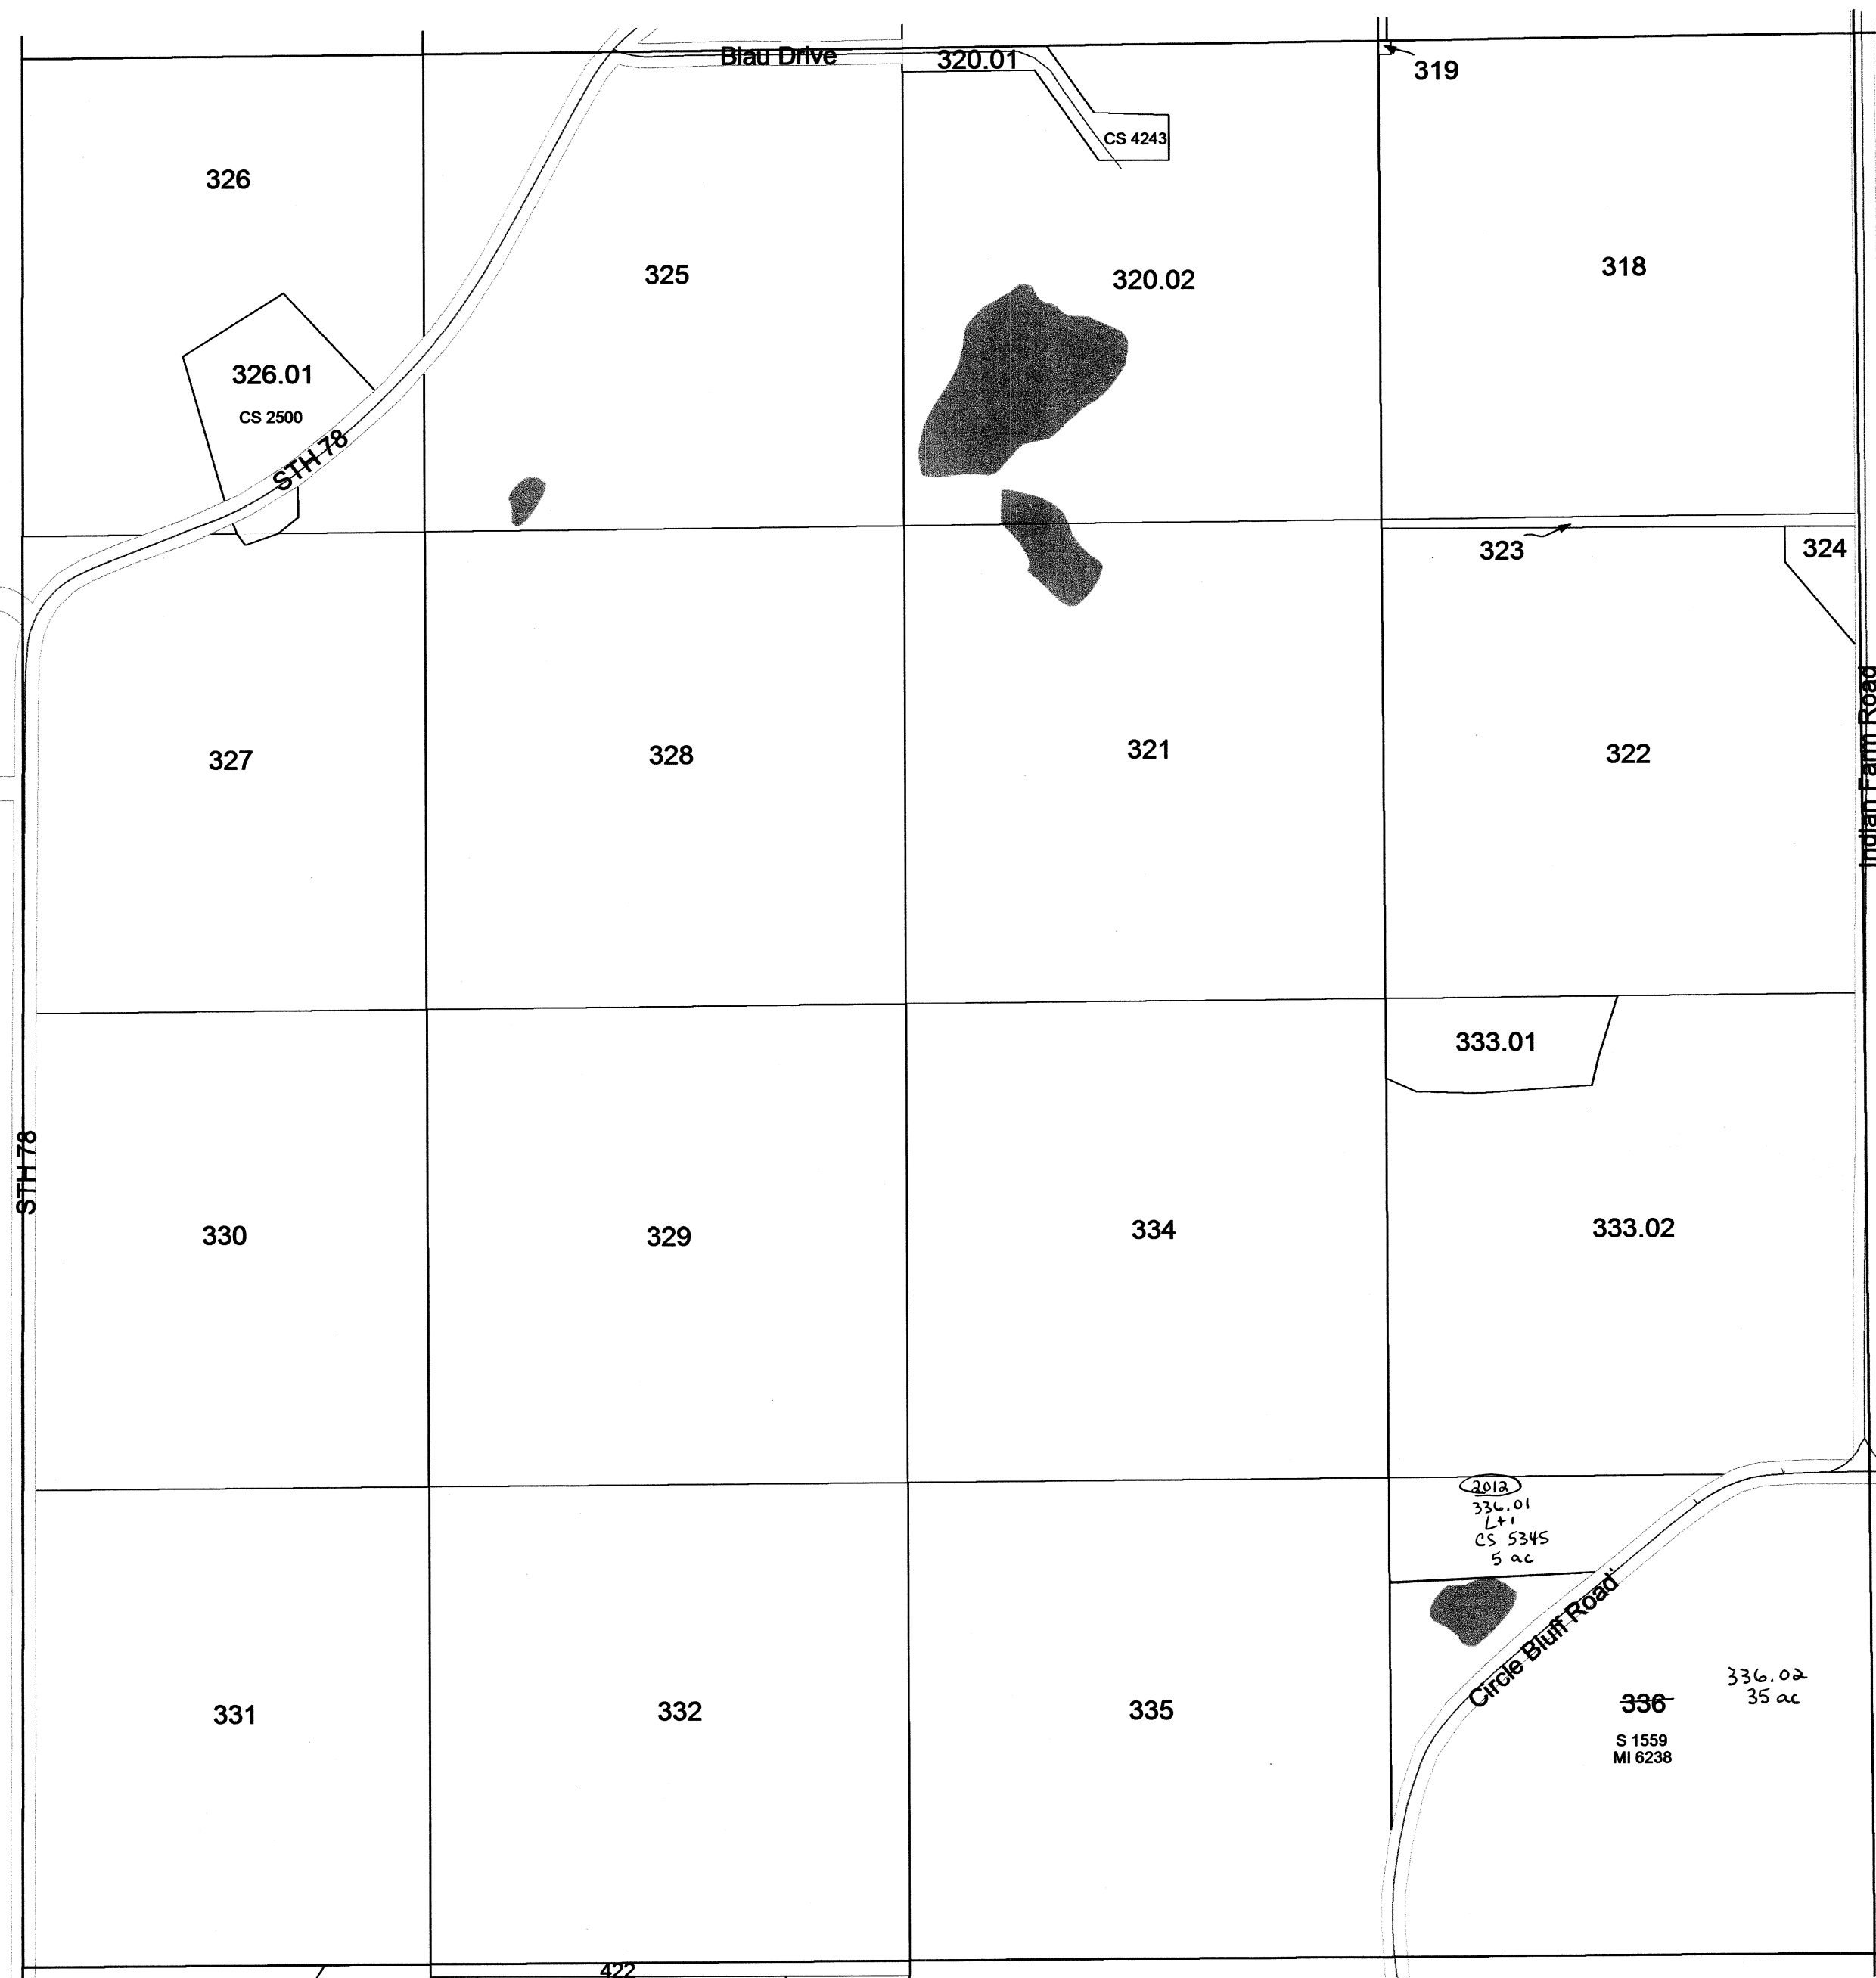 Blau Drive
320.01
319
CS 4243
326
325
320.02
318
326.01
CS 2500
STH 78
323
324
327
328
321
322
Indian Farm Road
333.01
STH 78
330
329
334
333.02
2012
336.01
Lt 1
CS 5345
5 ac
Circle Bluff Road
331
332
335
336
336.02
35 ac
S 1559
MI 6238
422